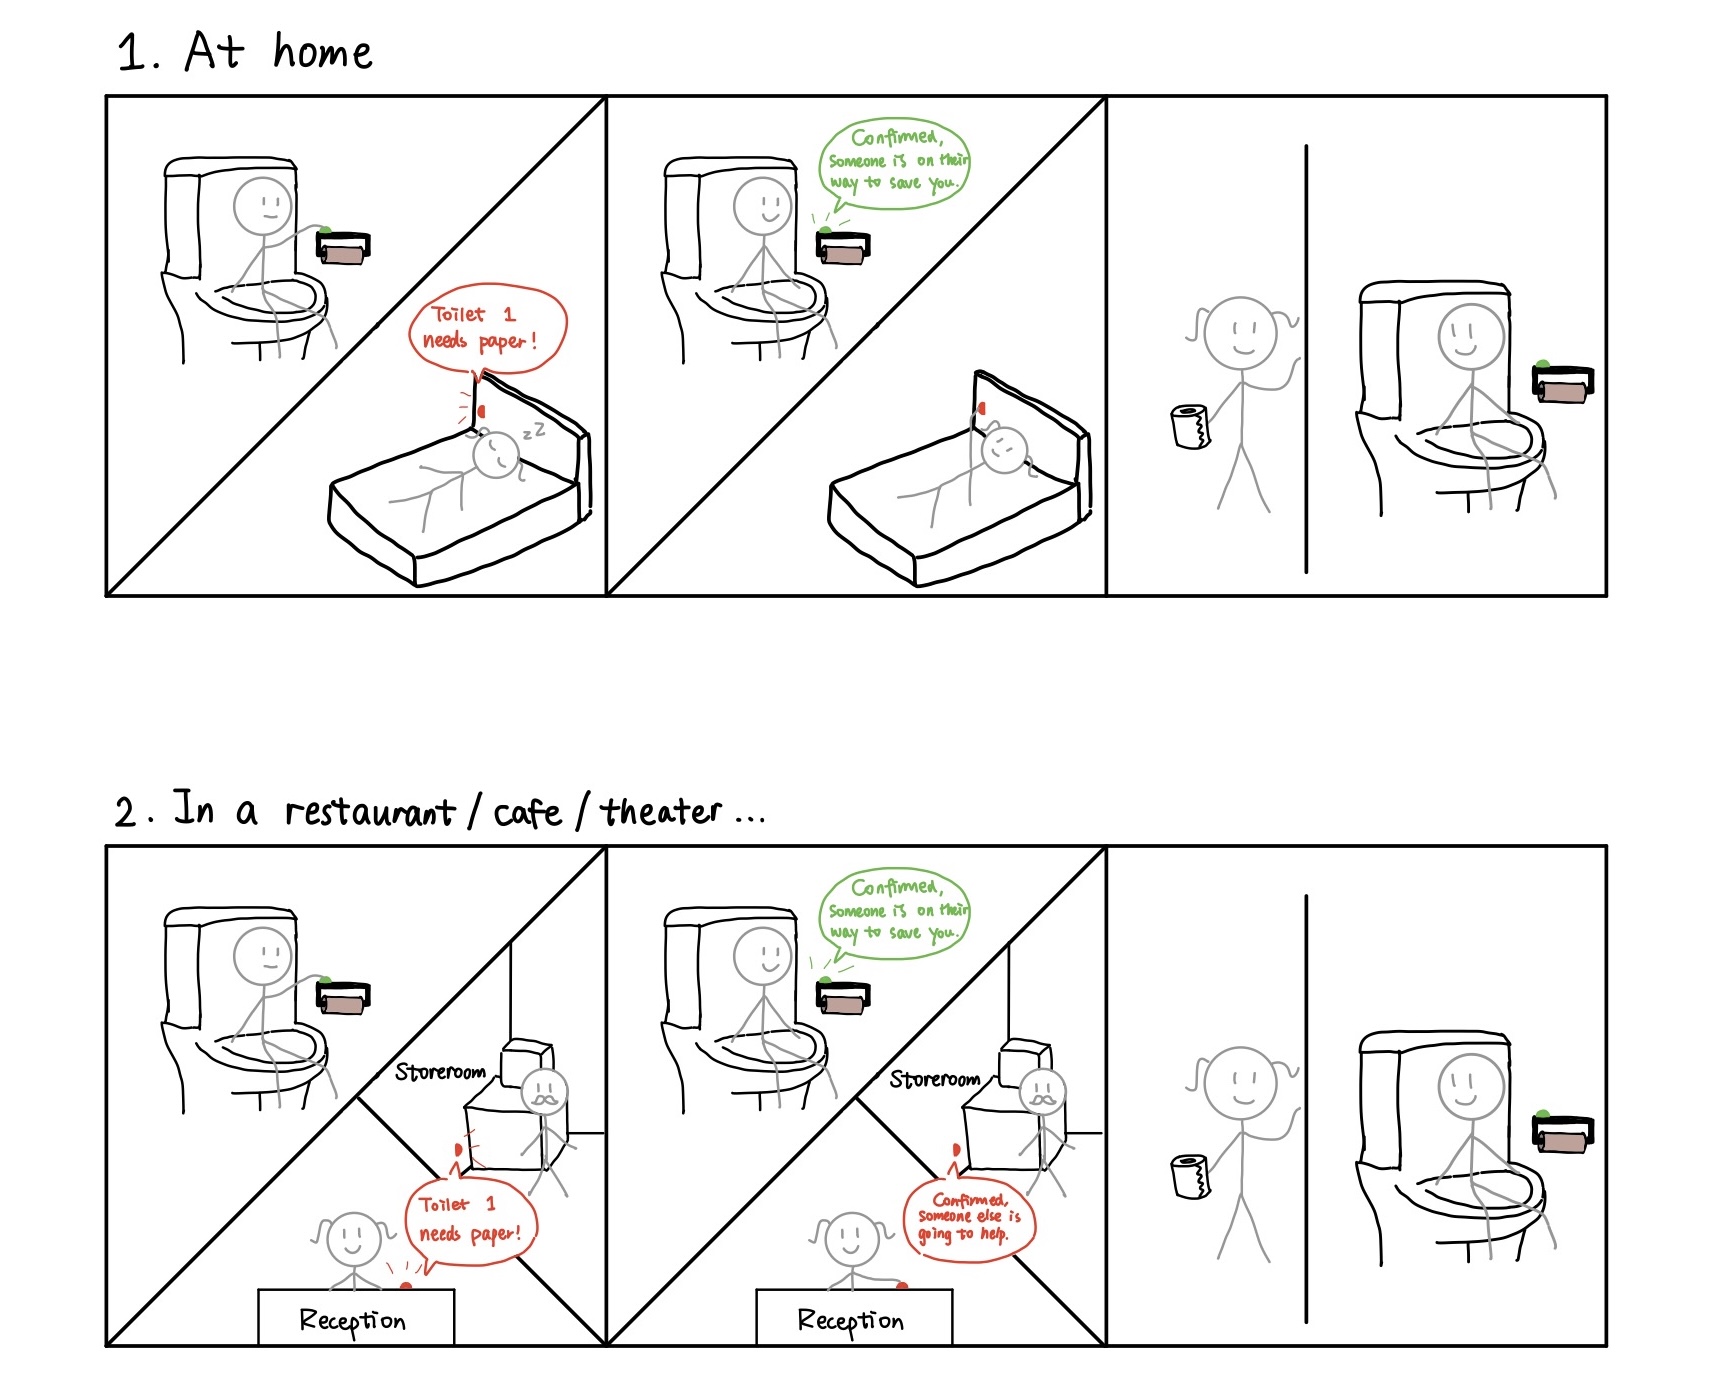 1. At home
Confirmed,
Someone is on their
way to save you.
Toilet 1
needs paper!
zz
2. In a restaurant / cafe / theater ...
Confirmed,
Someone is on their
way to save you.
Storeroom
Toilet 1
needs paper!
Reception
Storeroom
Confirmed,
Someone else is
going to help.
Reception